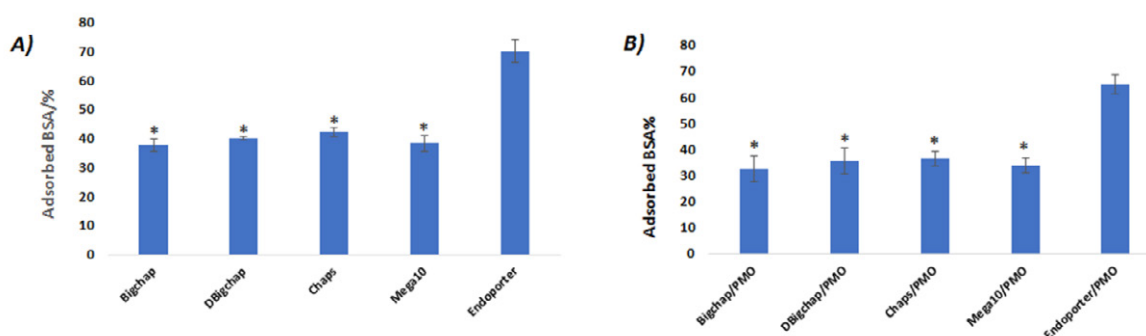 A)
Adsorbed BSA/%
80
70
60
50
40
30
20
10
0
*
*
*
*
Bigchap
DBigchap
Chaps
Mega10
Endoporter
B)
Adsorbed BSA%
80
70
60
50
40
30
20
10
0
*
*
*
*
Bigchap/PMO
DBigchap/PMO
Chaps/PMO
Mega10/PMO
Endoporter/PMO